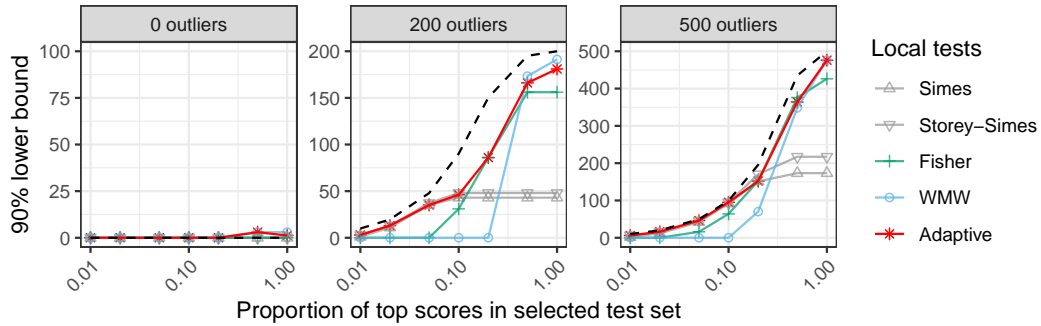 0 outliers
200 outliers
500 outliers
90% lower bound
100
75
50
25
0
200
150
100
50
0
500
400
300
200
100
0
0.01
0.10
1.00
0.01
0.10
1.00
0.01
0.10
1.00
Proportion of top scores in selected test set
Local tests
Simes
Storey−Simes
Fisher
WMW
Adaptive